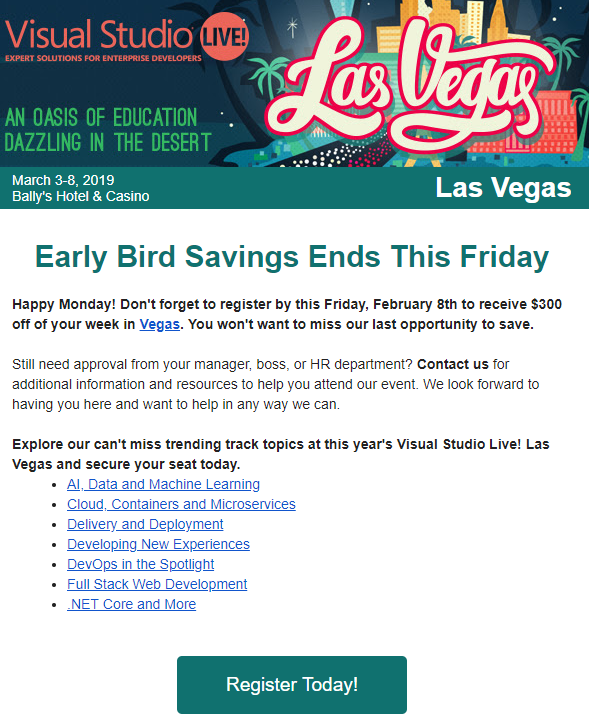 Visual Studio LIVE!
EXPERT SOLUTIONS FOR ENTERPRISE DEVELOPERS
Las Vegas
AN OASIS OF EDUCATION
DAZZLING IN THE DESERT
March 3-8, 2019
Bally's Hotel & Casino
Las Vegas
Early Bird Savings Ends This Friday
Happy Monday! Don't forget to register by this Friday, February 8th to receive $300
off of your week in Vegas. You won't want to miss our last opportunity to save.
Still need approval from your manager, boss, or HR department? Contact us for
additional information and resources to help you attend our event. We look forward to
having you here and want to help in any way we can.
Explore our can't miss trending track topics at this year's Visual Studio Live! Las
Vegas and secure your seat today.
• AI, Data and Machine Learning
• Cloud, Containers and Microservices
• Delivery and Deployment
• Developing New Experiences
• DevOps in the Spotlight
• Full Stack Web Development
• .NET Core and More
Register Today!